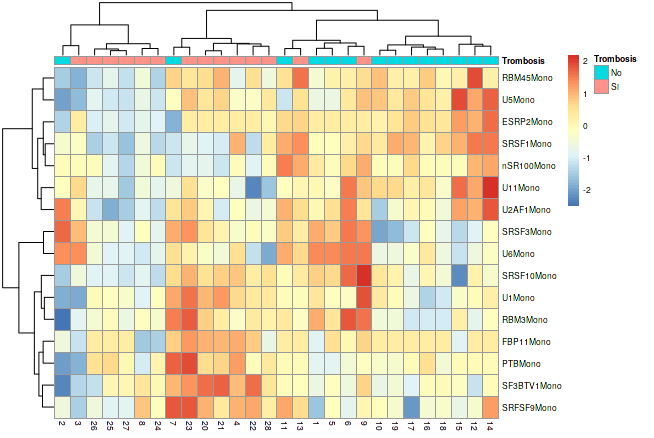 Trombosis
RBM45Mono
U5Mono
ESRP2Mono
SRSF1Mono
nSR100Mono
U11Mono
U2AF1Mono
SRSF3Mono
U6Mono
SRSF10Mono
U1Mono
RBM3Mono
FBP11Mono
PTBMono
SF3BTV1Mono
SRFSF9Mono
2 3 26 25 27 8 24 7 23 20 21 4 22 28 11 13 1 5 6 9 10 19 17 16 18 15 12 14
2
1
0
-1
-2
Trombosis
No
SI